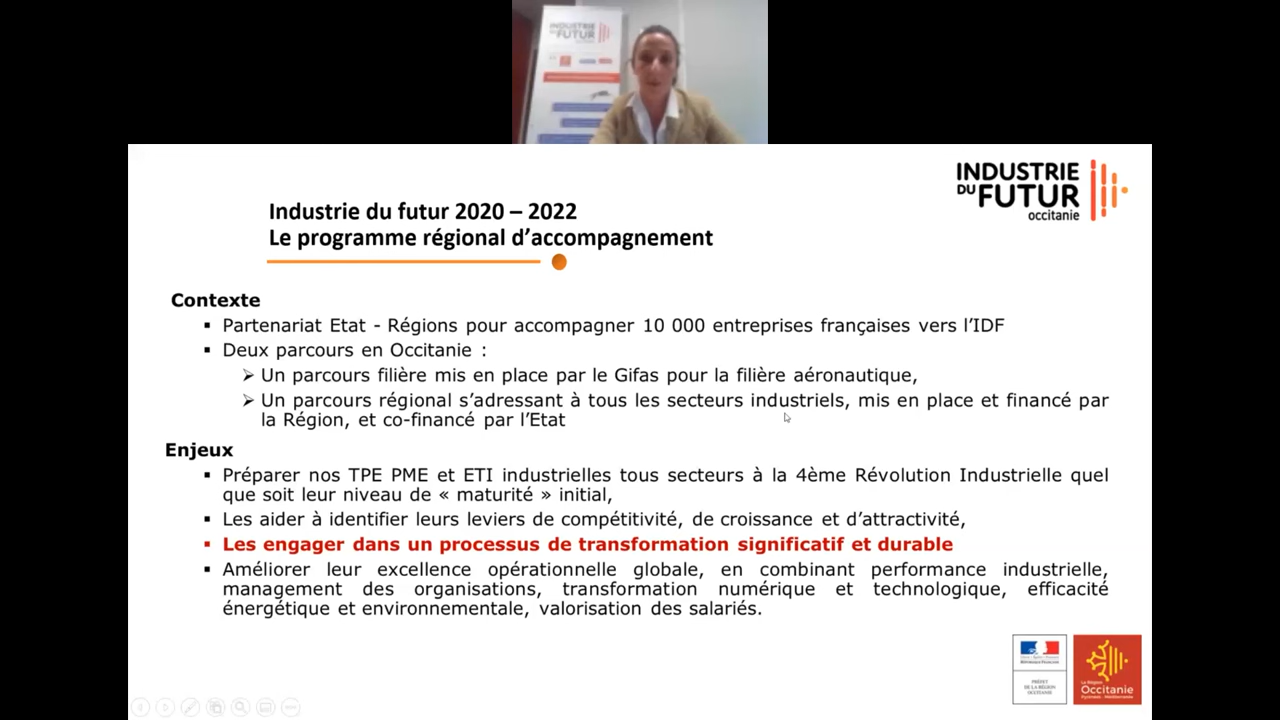 INDUSTRIE
DU FUTUR
INDUSTRIE
DU FUTUR
occitanie
Industrie du futur 2020 – 2022
Le programme régional d’accompagnement
Contexte
▪ Partenariat Etat - Régions pour accompagner 10 000 entreprises françaises vers l’IDF
▪ Deux parcours en Occitanie :
➢ Un parcours filière mis en place par le Gifas pour la filière aéronautique,
➢ Un parcours régional s’adressant à tous les secteurs industriels, mis en place et financé par
la Région, et co-financé par l’Etat
Enjeux
▪ Préparer nos TPE PME et ETI industrielles tous secteurs à la 4ème Révolution Industrielle quel
que soit leur niveau de « maturité » initial,
▪ Les aider à identifier leurs leviers de compétitivité, de croissance et d’attractivité,
▪ Les engager dans un processus de transformation significatif et durable
▪ Améliorer leur excellence opérationnelle globale, en combinant performance industrielle,
management des organisations, transformation numérique et technologique, efficacité
énergétique et environnementale, valorisation des salariés.
RÉPUBLIQUE FRANÇAISE
PRÉFET
DE LA RÉGION
OCCITANIE
La Région
Occitanie
Pyrénées - Méditerranée